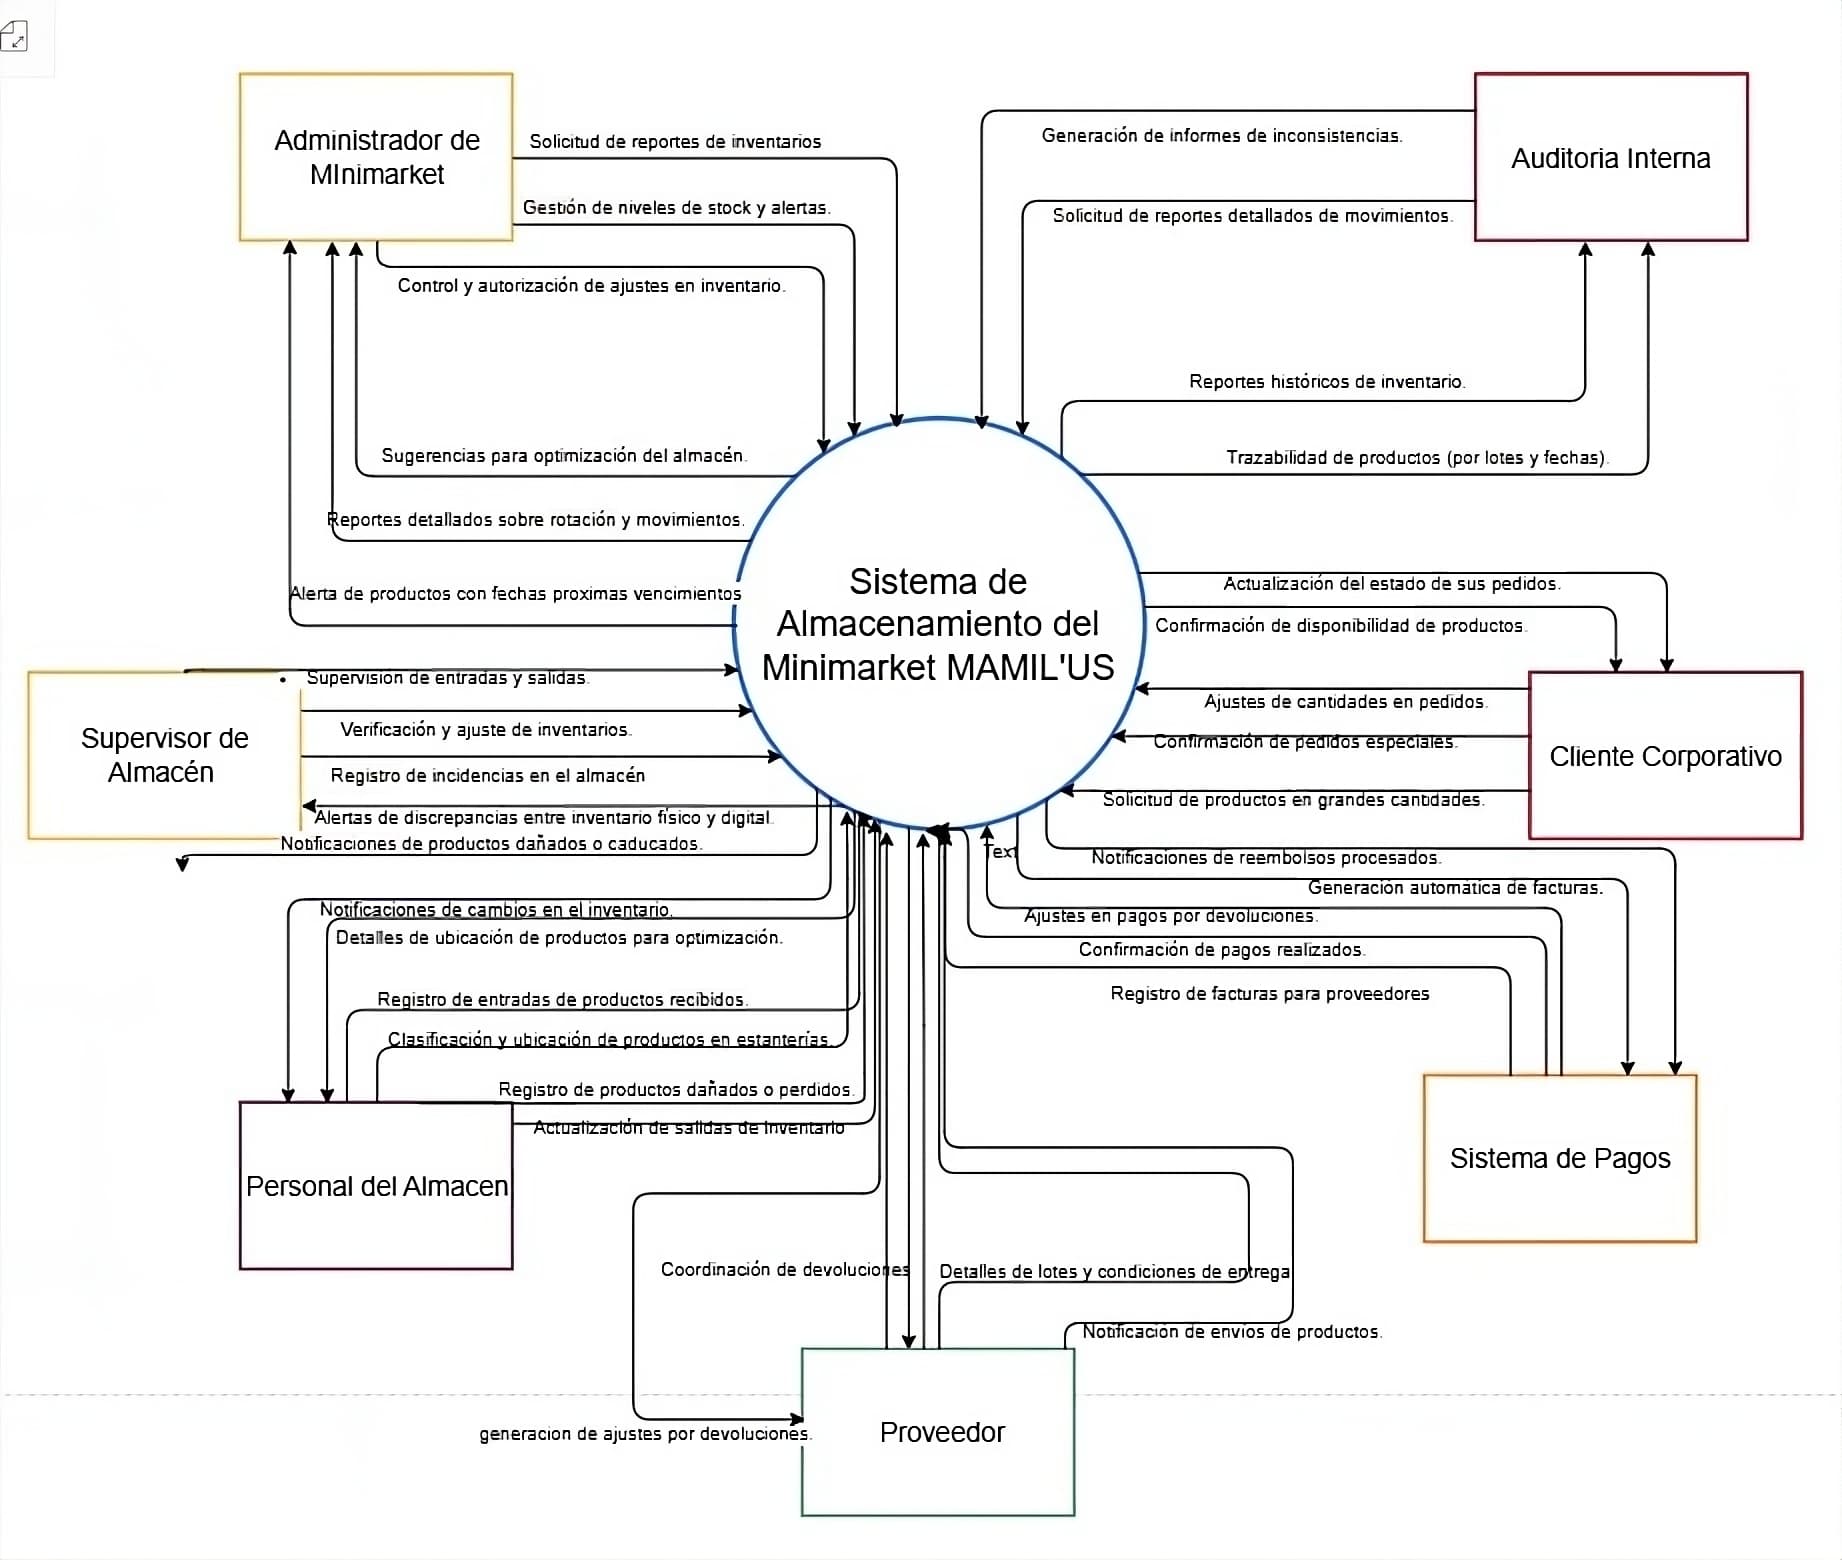 Administrador de
MInimarket
Solicitud de reportes de inventarios
Gestión de niveles de stock y alertas.
Control y autorización de ajustes en inventario.
Sugerencias para optimización del almacén.
Reportes detallados sobre rotación y movimientos.
Alerta de productos con fechas proximas vencimientos
Generación de informes de inconsistencias.
Solicitud de reportes detallados de movimientos.
Auditoria Interna
Reportes históricos de inventario.
Trazabilidad de productos (por lotes y fechas).
Sistema de
Almacenamiento del
Minimarket MAMIL'US
Actualización del estado de sus pedidos.
Confirmación de disponibilidad de productos.
Ajustes de cantidades en pedidos.
Confirmación de pedidos especiales.
Solicitud de productos en grandes cantidades.
Cliente Corporativo
Supervisor de
Almacén
• Supervisión de entradas y salidas.
Verificación y ajuste de inventarios.
Registro de incidencias en el almacén
Alertas de discrepancias entre inventario físico y digital.
Notificaciones de productos dañados o caducados.
Notificaciones de cambios en el inventario.
Detalles de ubicación de productos para optimización.
Registro de entradas de productos recibidos.
Clasificación y ubicación de productos en estanterías.
Registro de productos dañados o perdidos.
Actualización de salidas de inventario
Personal del Almacen
Text
Notificaciones de reembolsos procesados.
Generación automática de facturas.
Ajustes en pagos por devoluciones.
Confirmación de pagos realizados.
Registro de facturas para proveedores
Sistema de Pagos
Coordinación de devoluciones
Detalles de lotes y condiciones de entrega
Notificación de envíos de productos.
generacion de ajustes por devoluciones.
Proveedor